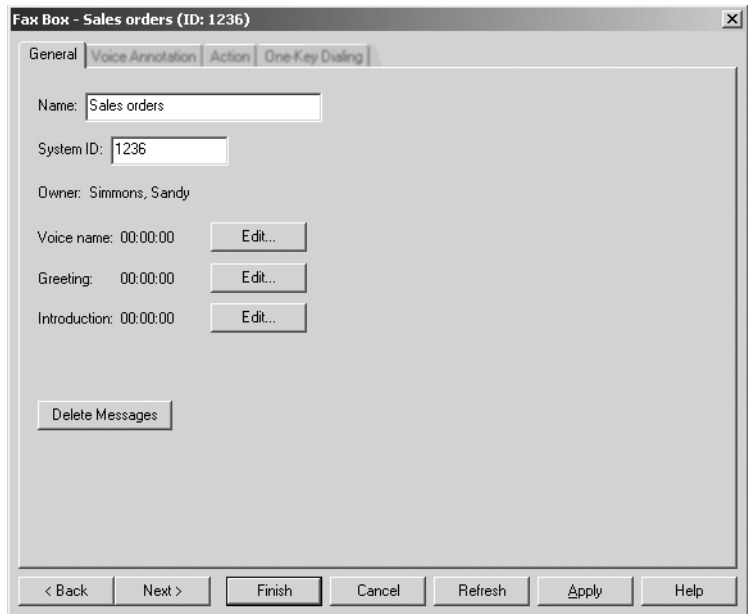 Fax Box - Sales orders (ID: 1236)
General Voice Annotation Action One-Key Dialing
Name: Sales orders
System ID: 1236
Owner: Simmons, Sandy
Voice name: 00:00:00 Edit...
Greeting: 00:00:00 Edit...
Introduction: 00:00:00 Edit...
Delete Messages
< Back Next > Finish Cancel Refresh Apply Help